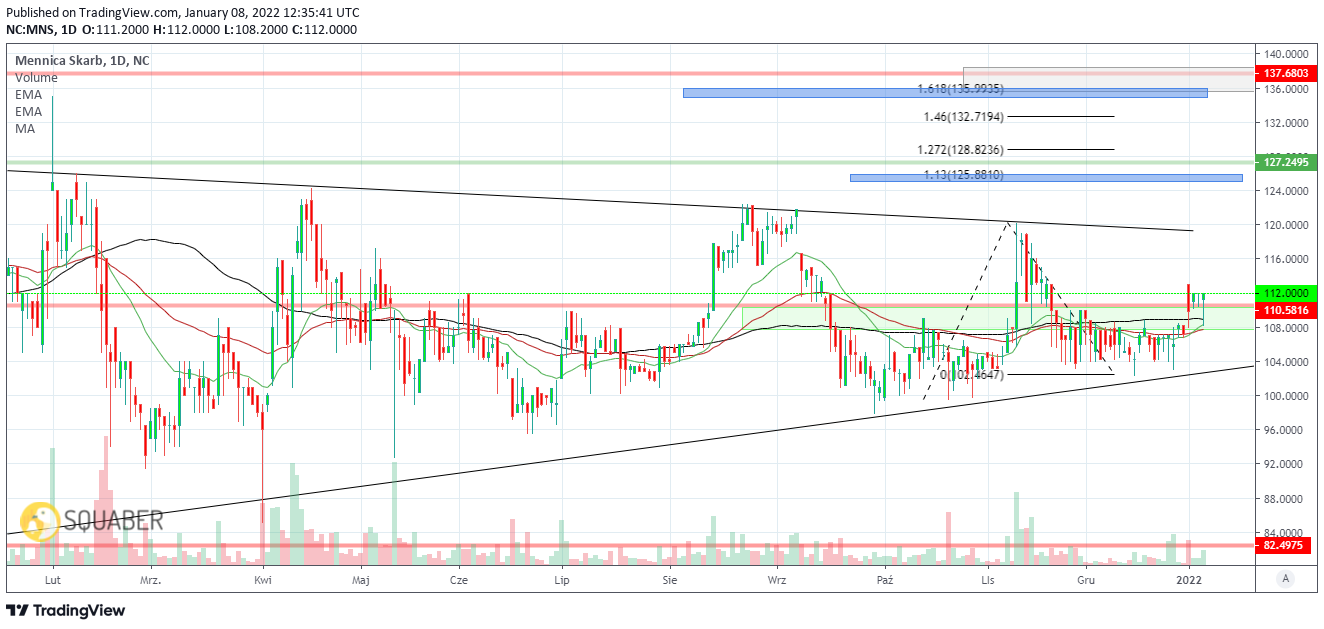 Published on TradingView.com, January 08, 2022 12:35:41 UTC
NC:MNS, 1D O:111.2000 H:112.0000 L:108.2000 C:112.0000
Mennica Skarb, 1D, NC
Volume
EMA
EMA
MA
1.618(135.9935)
1.46(132.7194)
1.272(128.8236)
1.13(125.8810)
0(102.4647)
140.0000
137.6803
136.0000
132.0000
127.2495
124.0000
120.0000
116.0000
112.0000
110.5816
108.0000
104.0000
100.0000
96.0000
92.0000
88.0000
84.0000
82.4975
SQUABER
Lut Mrz. Kwi Maj Cze Lip Sie Wrz Paź Lis Gru 2022 A
TradingView